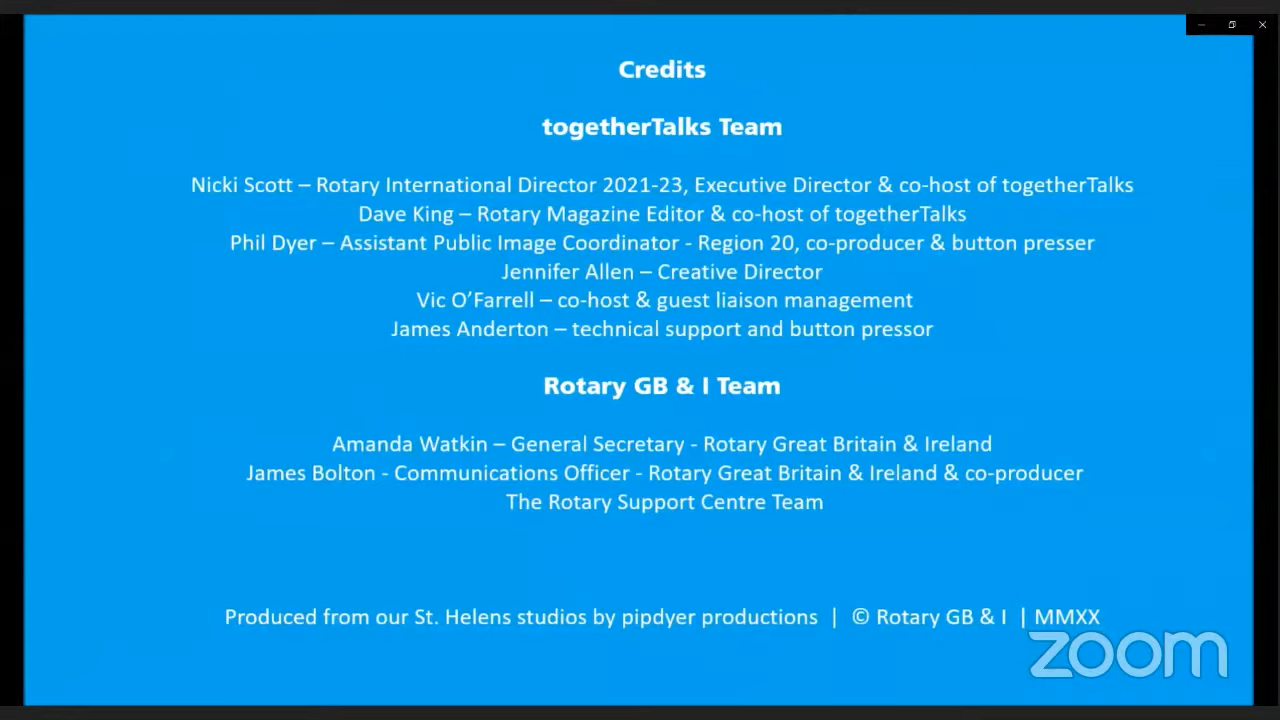 Credits
togetherTalks Team
Nicki Scott – Rotary International Director 2021-23, Executive Director & co-host of togetherTalks
Dave King – Rotary Magazine Editor & co-host of togetherTalks
Phil Dyer – Assistant Public Image Coordinator - Region 20, co-producer & button presser
Jennifer Allen – Creative Director
Vic O’Farrell – co-host & guest liaison management
James Anderton – technical support and button pressor
Rotary GB & I Team
Amanda Watkin – General Secretary - Rotary Great Britain & Ireland
James Bolton - Communications Officer - Rotary Great Britain & Ireland & co-producer
The Rotary Support Centre Team
Produced from our St. Helens studios by pipdyer productions | © Rotary GB & I | MMXX
zoom